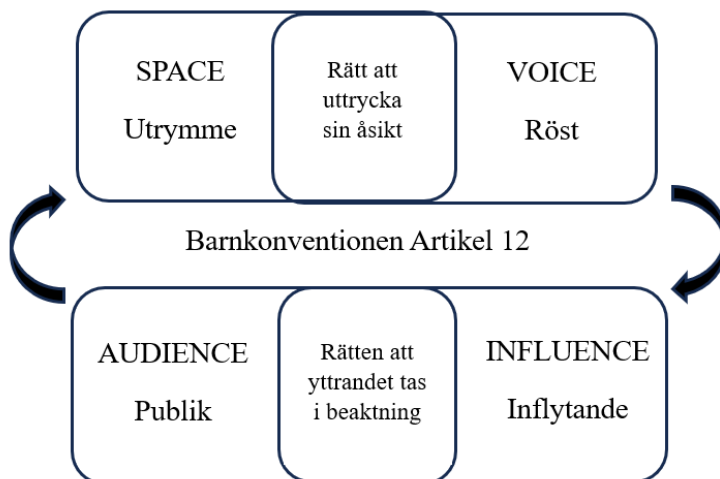 SPACE
Utrymme
Rätt att
uttrycka
sin åsikt
VOICE
Röst
Barnkonventionen Artikel 12
AUDIENCE
Publik
Rätten att
yttrandet tas
i beaktning
INFLUENCE
Inflytande